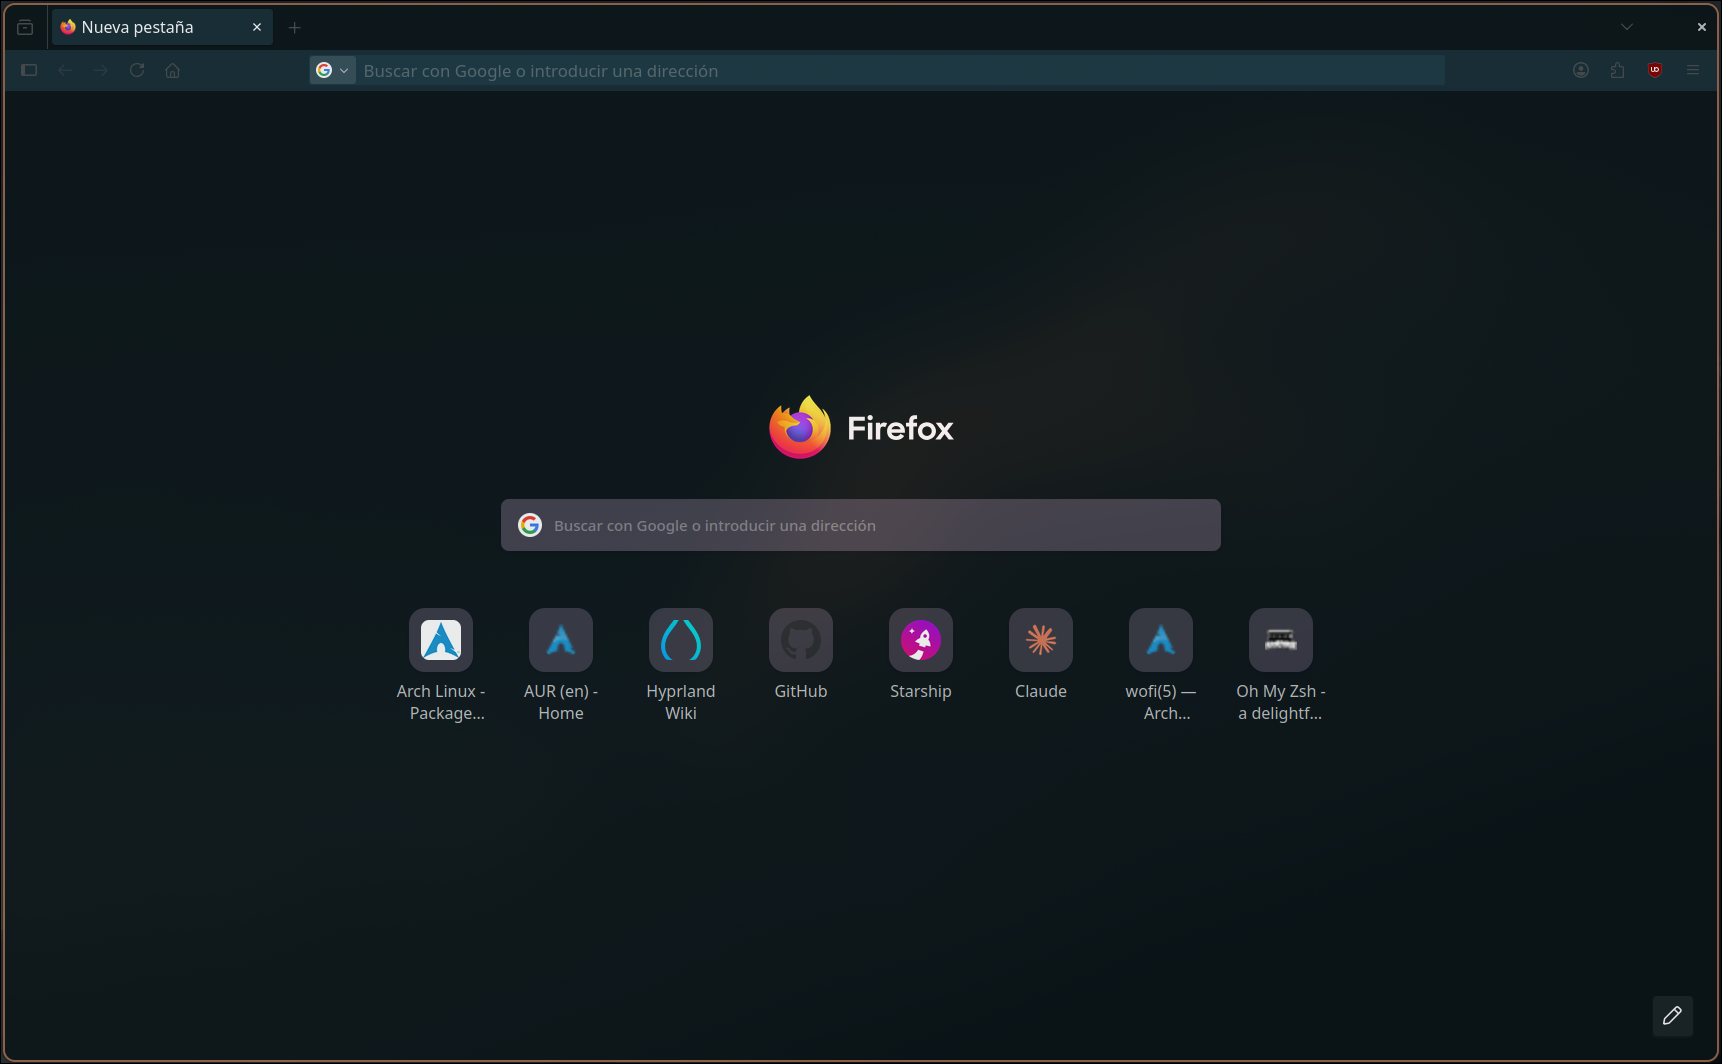 Nueva pestaña
Buscar con Google o introducir una dirección
Firefox
Buscar con Google o introducir una dirección
Arch Linux -
Package...
AUR (en) -
Home
Hyprland
Wiki
GitHub
Starship
Claude
wofi(5) —
Arch...
Oh My Zsh -
a delightf...